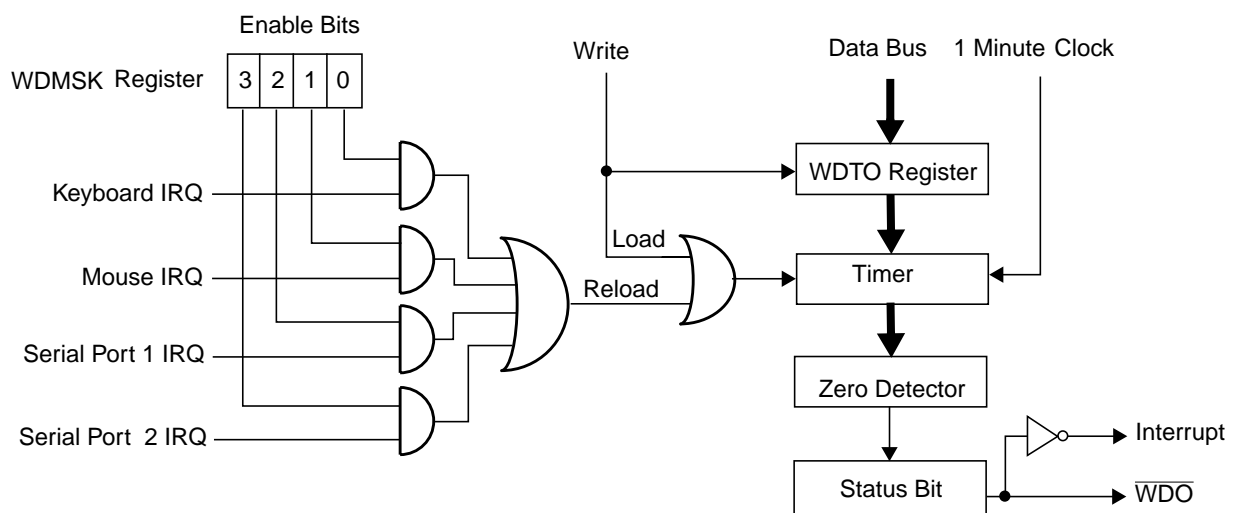 Enable Bits
WDMSK Register
3 2 1 0
Write
Data Bus
1 Minute Clock
WDTO Register
Keyboard IRQ
Load
Mouse IRQ
Timer
Reload
Serial Port 1 IRQ
Zero Detector
Serial Port 2 IRQ
Interrupt
Status Bit
WDO